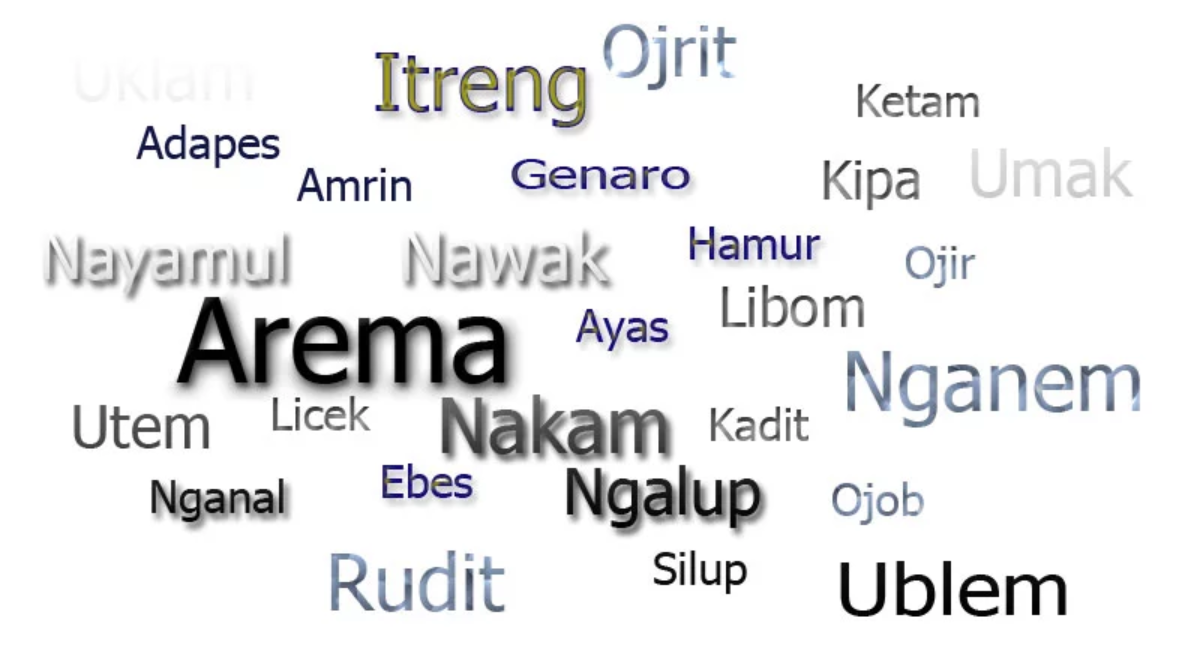 Uklam
Itreng
Ojrit
Ketam
Adapes
Amrin
Genaro
Kipa
Umak
Nayamul
Nawak
Hamur
Ojir
Arema
Ayas
Libom
Nganem
Utem
Licek
Nakam
Kadit
Nganal
Ebes
Ngalup
Ojob
Rudit
Silup
Ublem